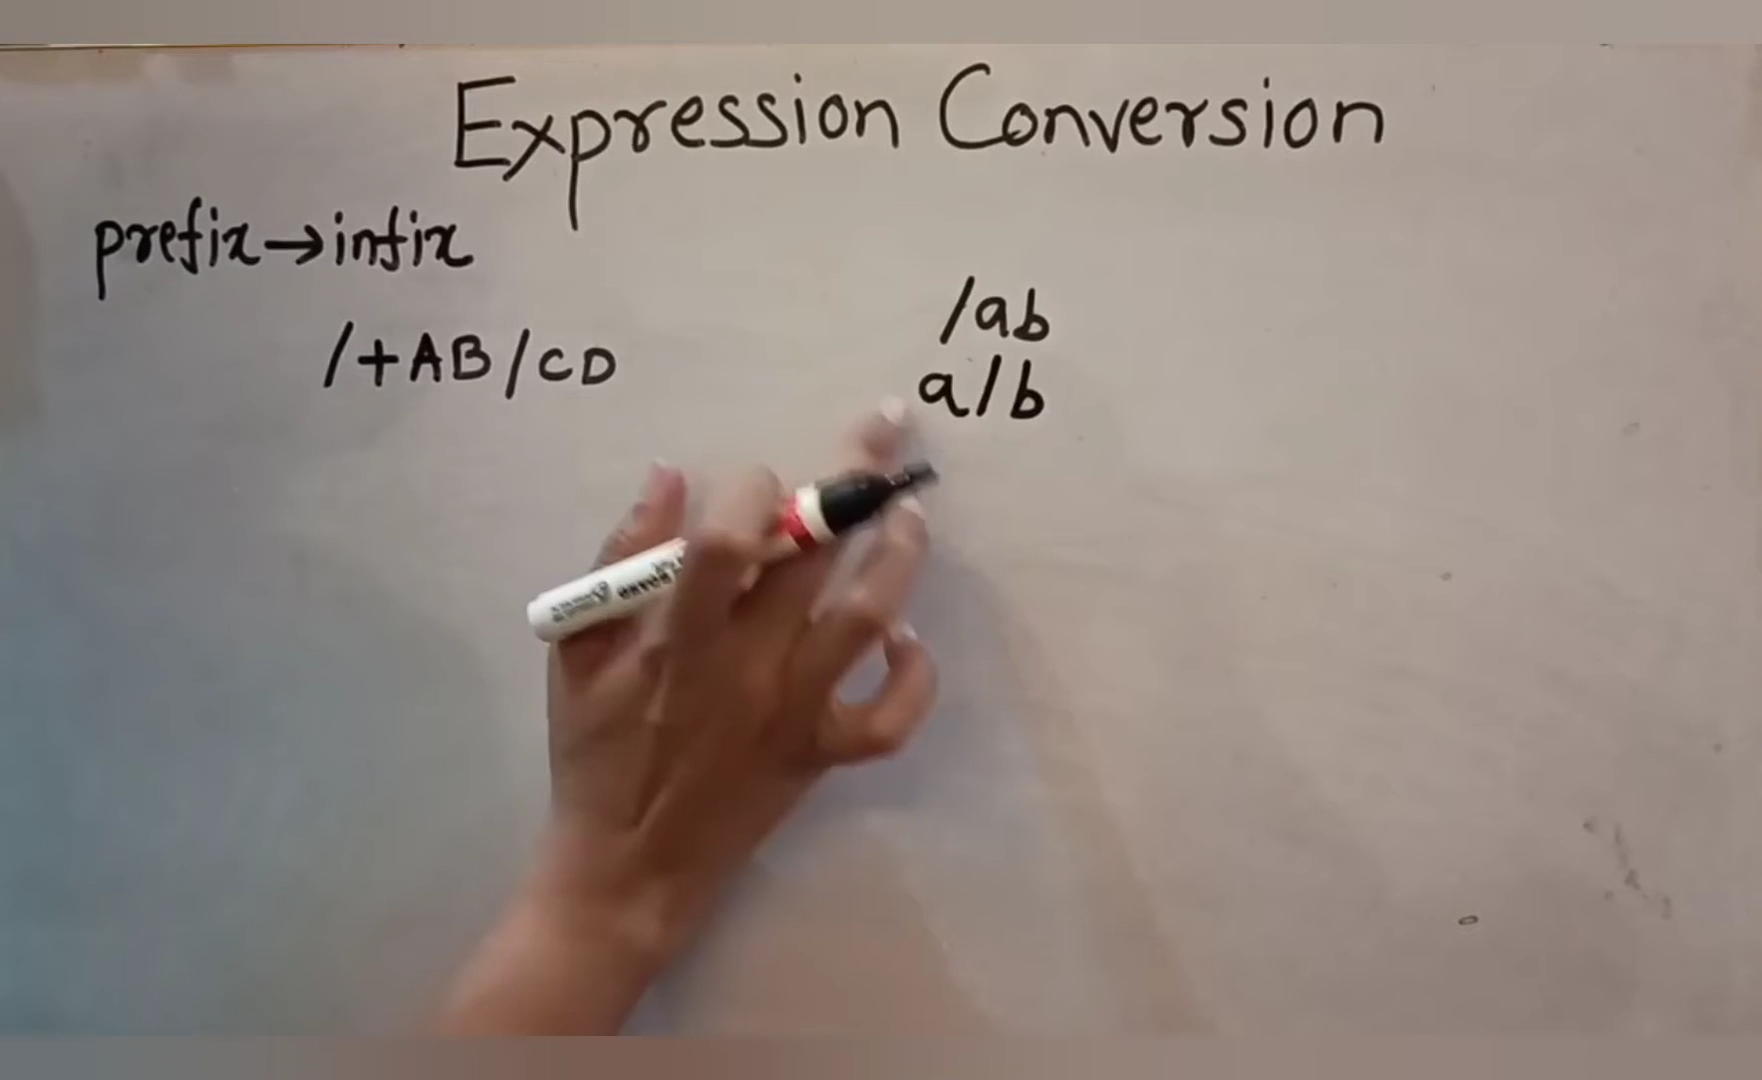 Expression Conversion
prefix→infix
/+AB/CD
/ab
a/b